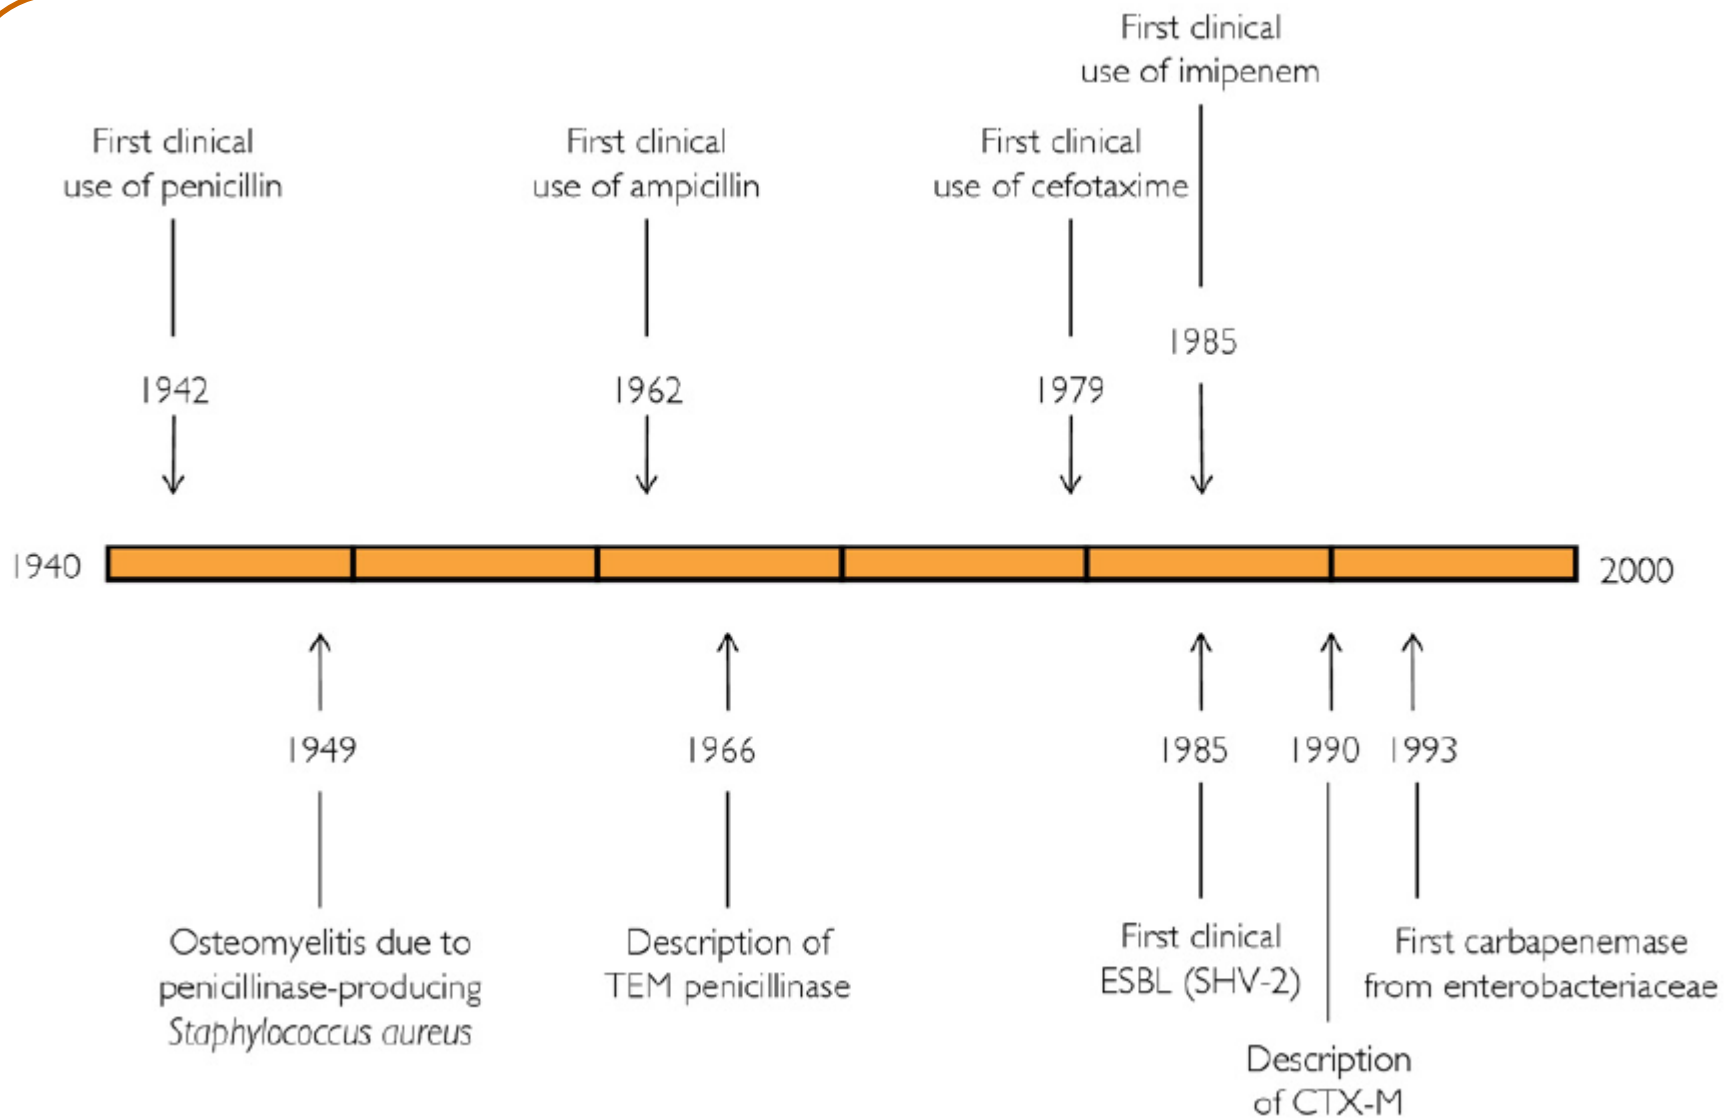 First clinical
use of imipenem
First clinical
use of penicillin
First clinical
use of ampicillin
First clinical
use of cefotaxime
1985
1942
1962
1979
1940
2000
1949
1966
1985
1990
1993
Osteomyelitis due to
penicillinase-producing
Staphylococcus aureus
Description of
TEM penicillinase
First clinical
ESBL (SHV-2)
First carbapenemase
from enterobacteriaceae
Description
of CTX-M